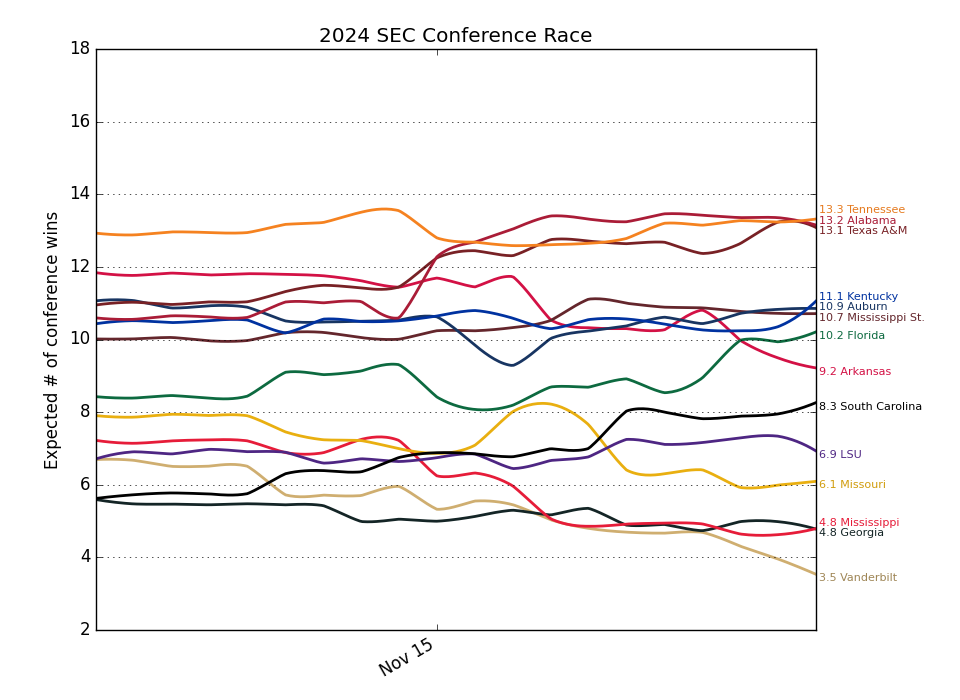 2024 SEC Conference Race
Expected # of conference wins
18
16
14
12
10
8
6
4
2
Nov 15
13.3 Tennessee
13.2 Alabama
13.1 Texas A&M
11.1 Kentucky
10.9 Auburn
10.7 Mississippi St.
10.2 Florida
9.2 Arkansas
8.3 South Carolina
6.9 LSU
6.1 Missouri
4.8 Mississippi
4.8 Georgia
3.5 Vanderbilt